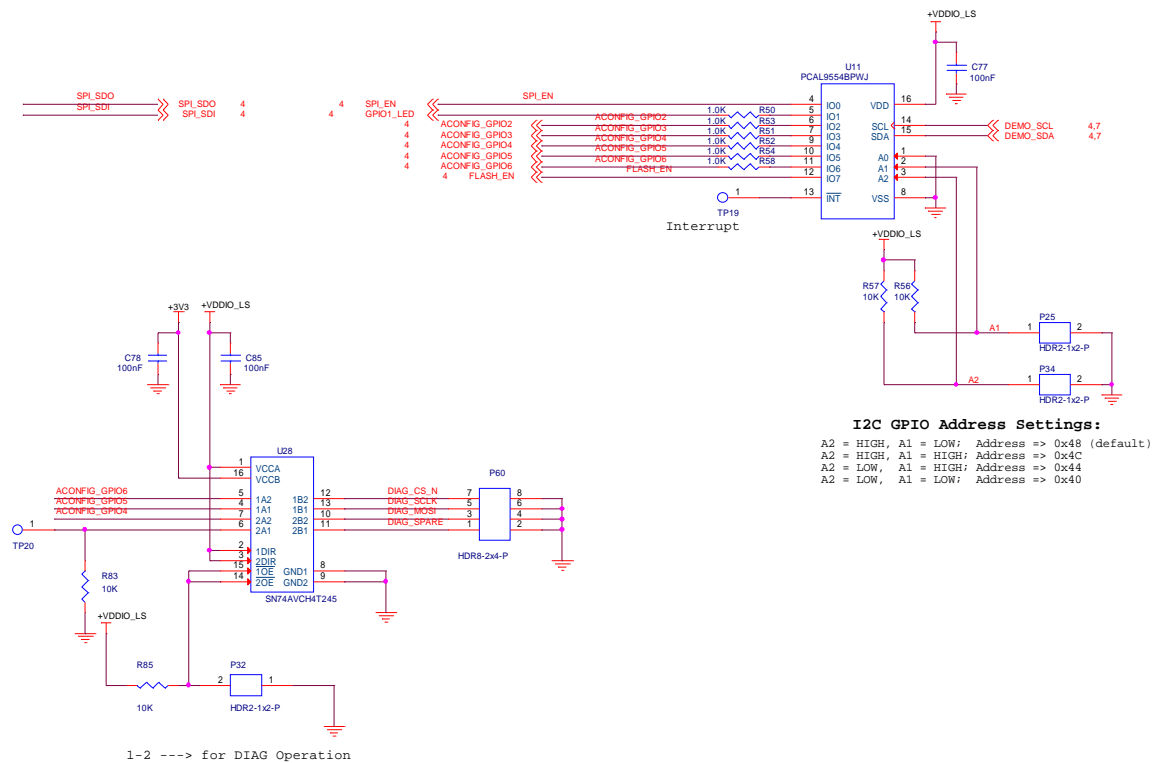 +VDDIO_LS
U11
PCAL9554BPWJ
C77
100nF
SPI_SDO
SPI_SDI
SPI_SDO 4
SPI_SDI 4
4 SPI_EN
4 GPIO1_LED
SPI_EN
4 ACONFIG_GPIO2
4 ACONFIG_GPIO3
4 ACONFIG_GPIO4
4 ACONFIG_GPIO5
4 ACONFIG_GPIO6
4 FLASH_EN
ACONFIG_GPIO2 1.0K R50
ACONFIG_GPIO3 1.0K R53
ACONFIG_GPIO4 1.0K R51
ACONFIG_GPIO5 1.0K R52
ACONFIG_GPIO6 1.0K R54
FLASH_EN 1.0K R58
4 IO0 VDD 16
5 IO1
6 IO2 SCL 14
7 IO3 SDA 15
9 IO4
10 IO5 A0 1
11 IO6 A1 2
12 IO7 A2 3
13 INT VSS 8
DEMO_SCL 4,7
DEMO_SDA 4,7
1
TP19
Interrupt
+VDDIO_LS
R57
10K
R56
10K
A1 1 P25 2
HDR2-1x2-P
A2 1 P34 2
HDR2-1x2-P
I2C GPIO Address Settings:
A2 = HIGH, A1 = LOW; Address => 0x48 (default)
A2 = HIGH, A1 = HIGH; Address => 0x4C
A2 = LOW, A1 = HIGH; Address => 0x44
A2 = LOW, A1 = LOW; Address => 0x40
+3V3
+VDDIO_LS
C78
100nF
C85
100nF
U28
1 VCCA
16 VCCB
ACONFIG_GPIO6 5 1A2 1B2 12 DIAG_CS_N 7 8
ACONFIG_GPIO5 4 1A1 1B1 13 DIAG_SCLK 5 6
ACONFIG_GPIO4 7 2A2 2B2 10 DIAG_MOSI 3 4
1 6 2A1 2B1 11 DIAG_SPARE 1 2
TP20
P60
HDR8-2x4-P
2 1DIR
3 2DIR
15 1OE GND1 8
14 2OE GND2 9
SN74AVCH4T245
R83
10K
+VDDIO_LS
R85
10K
P32
2 1
HDR2-1x2-P
1-2 ---> for DIAG Operation